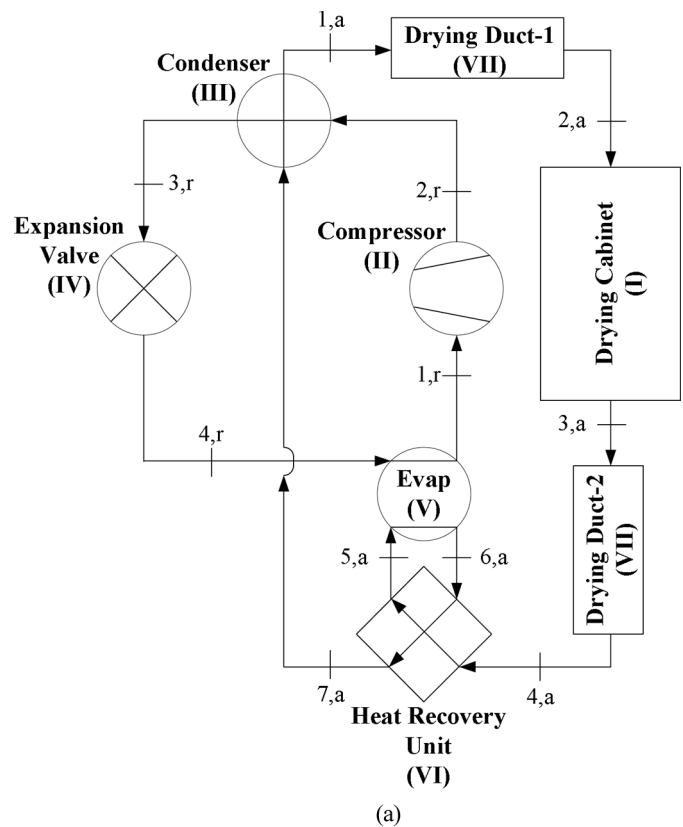 1,a
Drying Duct-1
(VII)
Condenser
(III)
2,a
3,r
2,r
Expansion
Valve
(IV)
Compressor
(II)
Drying Cabinet
(I)
1,r
3,a
4,r
Evap
(V)
Drying Duct-2
(VII)
5,a
6,a
7,a
4,a
Heat Recovery
Unit
(VI)
(a)